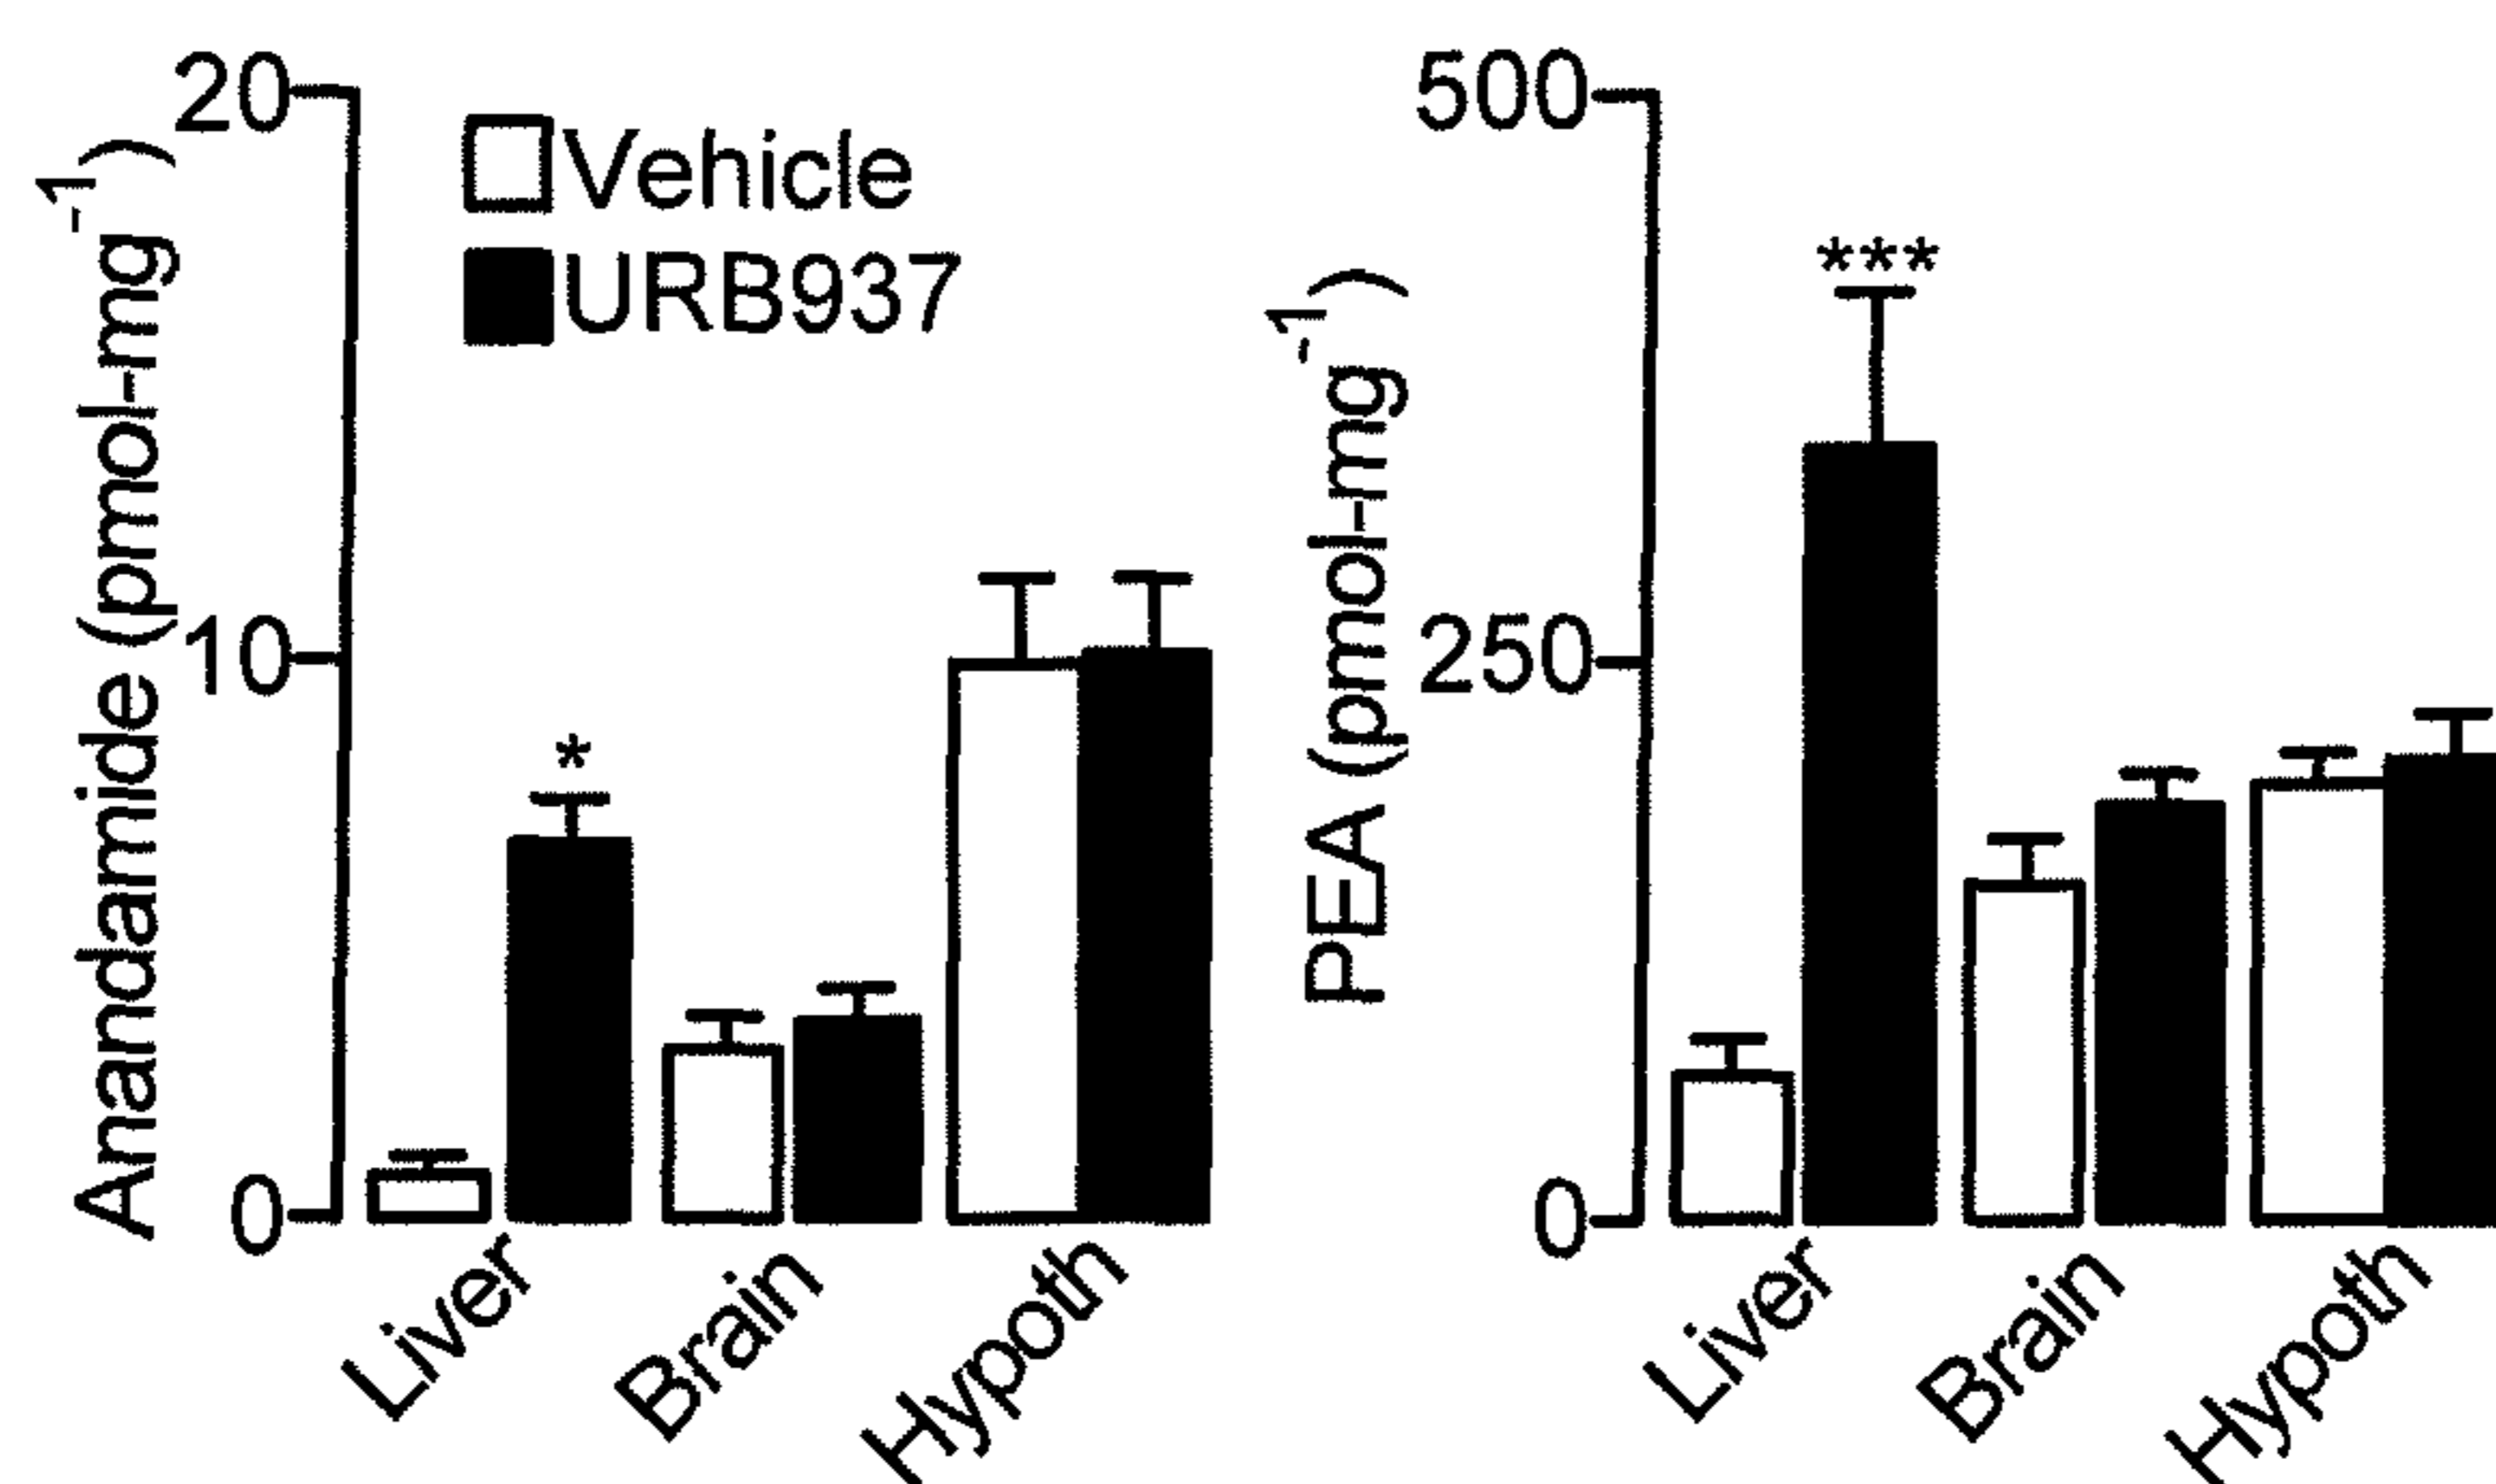 Anandamide (pmol-mg⁻¹)
20
10
0
Vehicle
URB937
*
Liver
Brain
Hypoth
PEA (pmol-mg⁻¹)
500
250
0
***
Liver
Brain
Hypoth